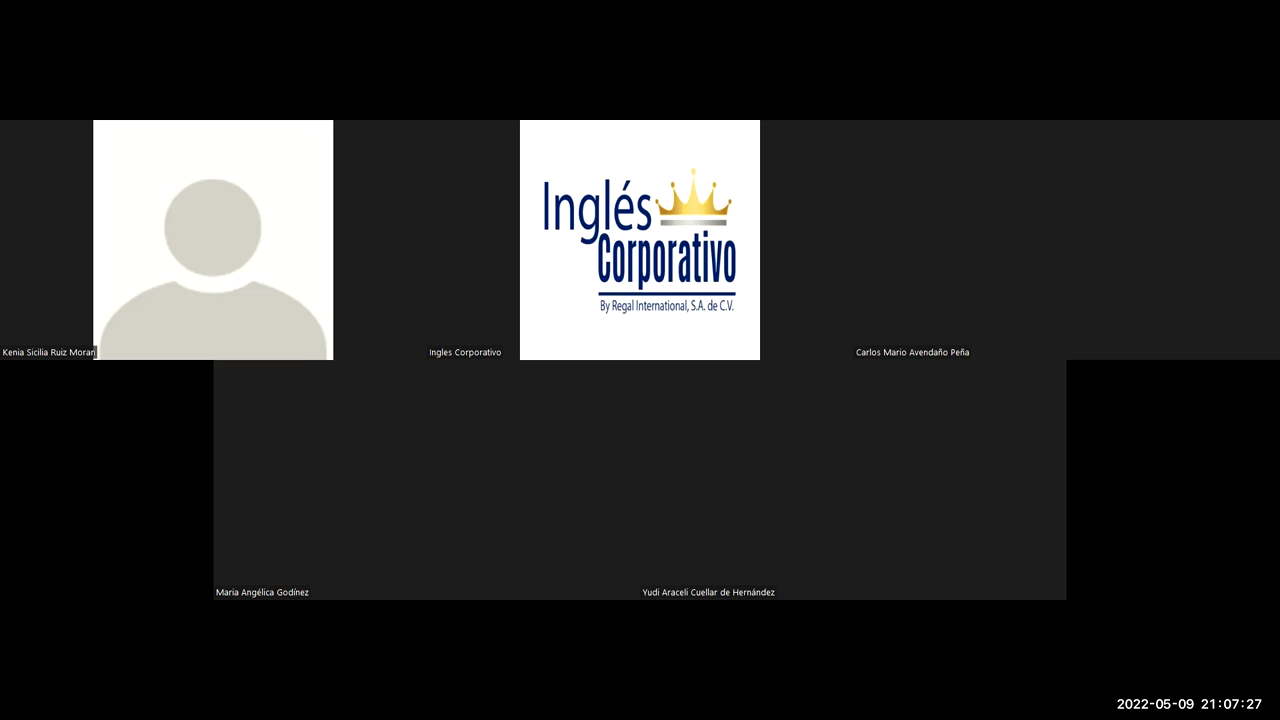 Inglés
Corporativo
By Regal International, S.A. de C.V.
Kenia Sicilia Ruiz Moran
Ingles Corporativo
Carlos Mario Avendaño Peña
Maria Angélica Godínez
Yudi Araceli Cuellar de Hernández
2022-05-09 21:07:27